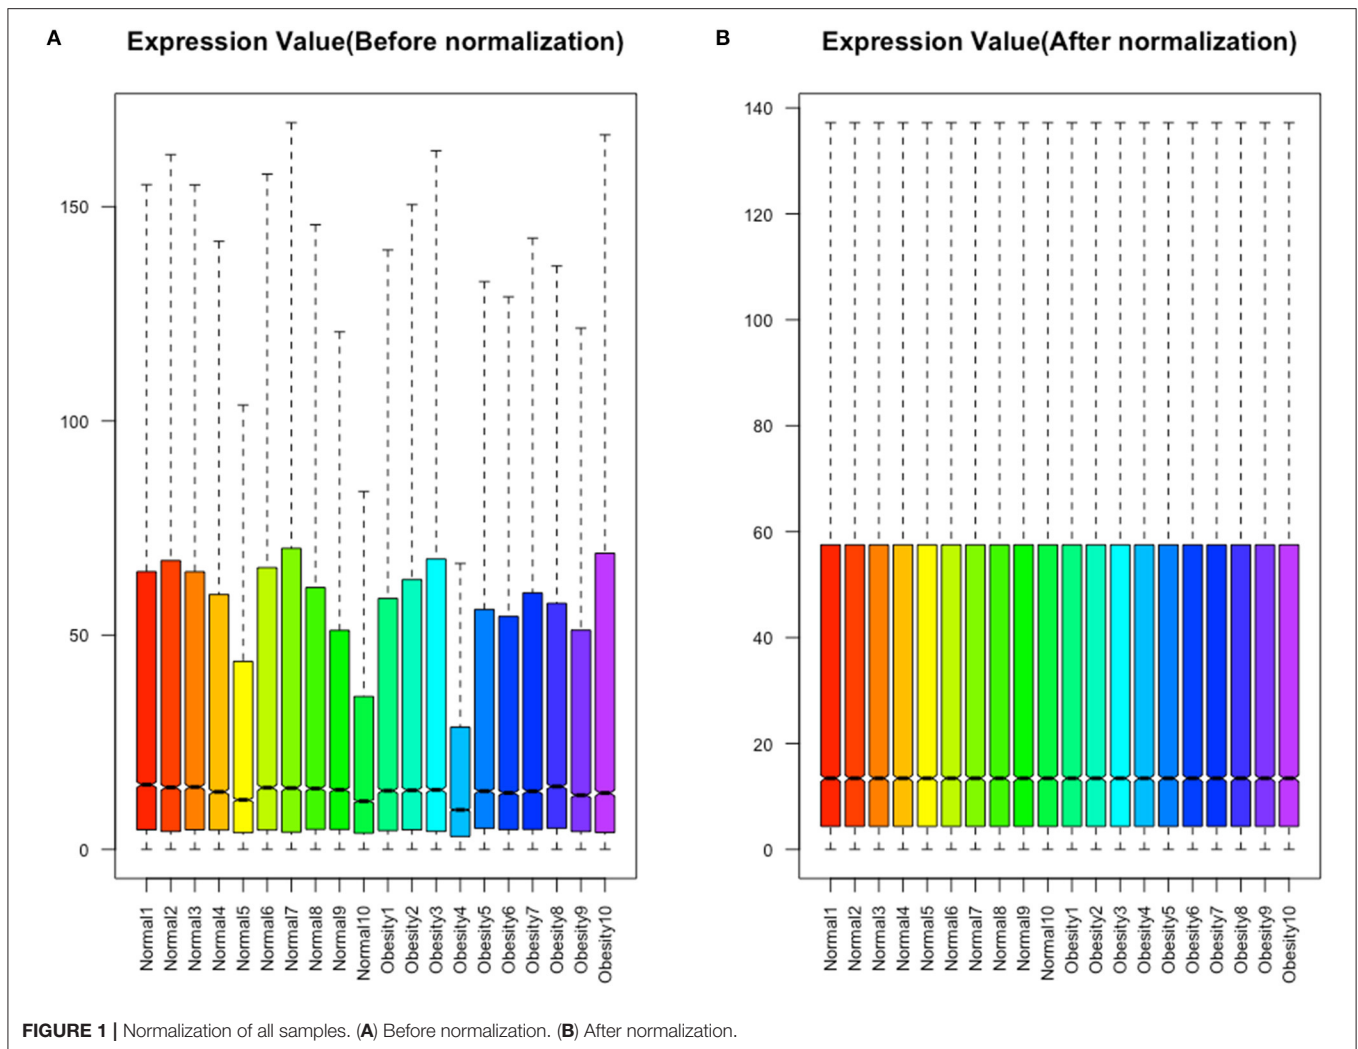 A
Expression Value(Before normalization)
150
100
50
0
Normal1
Normal2
Normal3
Normal4
Normal5
Normal6
Normal7
Normal8
Normal9
Normal10
Obesity1
Obesity2
Obesity3
Obesity4
Obesity5
Obesity6
Obesity7
Obesity8
Obesity9
Obesity10
B
Expression Value(After normalization)
140
120
100
80
60
40
20
0
Normal1
Normal2
Normal3
Normal4
Normal5
Normal6
Normal7
Normal8
Normal9
Normal10
Obesity1
Obesity2
Obesity3
Obesity4
Obesity5
Obesity6
Obesity7
Obesity8
Obesity9
Obesity10
FIGURE 1 | Normalization of all samples. (A) Before normalization. (B) After normalization.